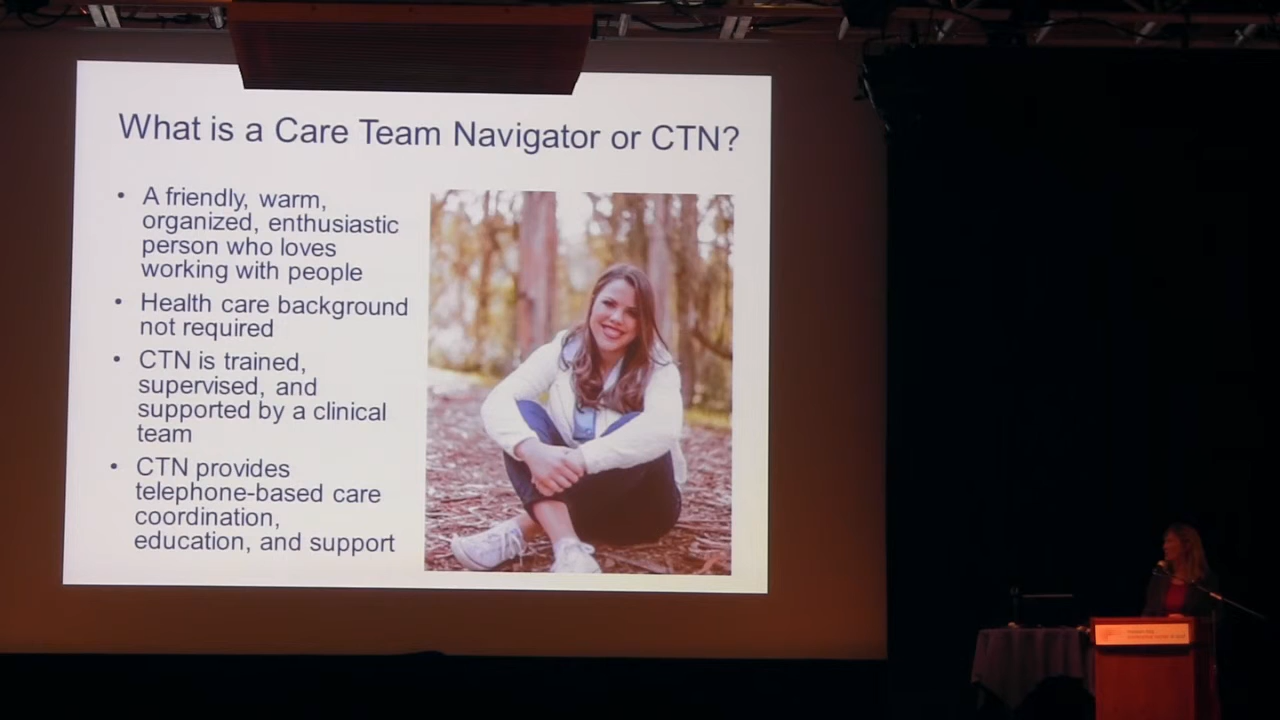 What is a Care Team Navigator or CTN?
• A friendly, warm,
organized, enthusiastic
person who loves
working with people
• Health care background
not required
• CTN is trained,
supervised, and
supported by a clinical
team
• CTN provides
telephone-based care
coordination,
education, and support